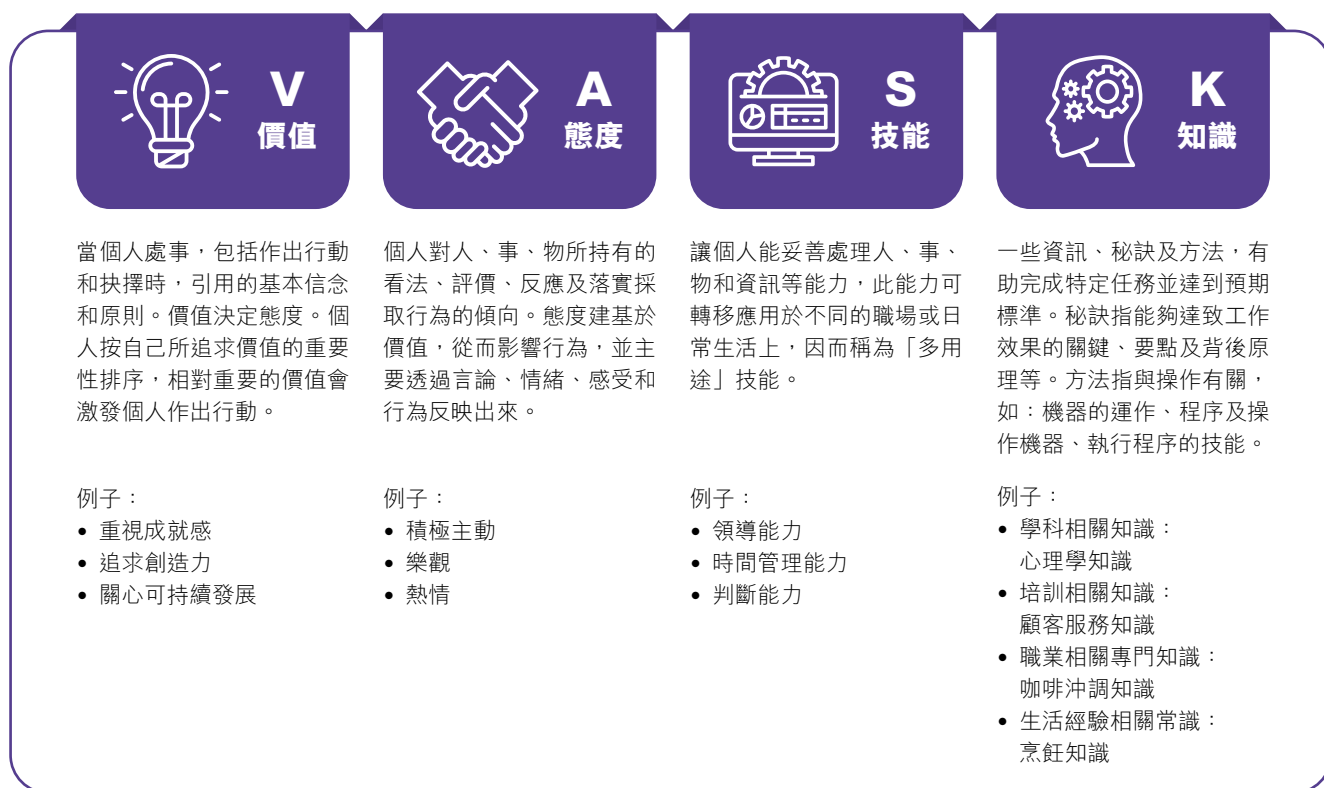 V
價值
當個人處事，包括作出行動
和抉擇時，引用的基本信念
和原則。價值決定態度。個
人按自己所追求價值的重要
性排序，相對重要的價值會
激發個人作出行動。
例子：
• 重視成就感
• 追求創造力
• 關心可持續發展
A
態度
個人對人、事、物所持有的
看法、評價、反應及落實採
取行為的傾向。態度建基於
價值，從而影響行為，並主
要透過言論、情緒、感受和
行為反映出來。
例子：
• 積極主動
• 樂觀
• 熱情
S
技能
讓個人能妥善處理人、事、
物和資訊等能力，此能力可
轉移應用於不同的職場或日
常生活上，因而稱為「多用
途」技能。
例子：
• 領導能力
• 時間管理能力
• 判斷能力
K
知識
一些資訊、秘訣及方法，有
助完成特定任務並達到預期
標準。秘訣指能夠達致工作
效果的關鍵、要點及背後原
理等。方法指與操作有關，
如：機器的運作、程序及操
作機器、執行程序的技能。
例子：
• 學科相關知識：
心理學知識
• 培訓相關知識：
顧客服務知識
• 職業相關專門知識：
咖啡沖調知識
• 生活經驗相關常識：
烹飪知識